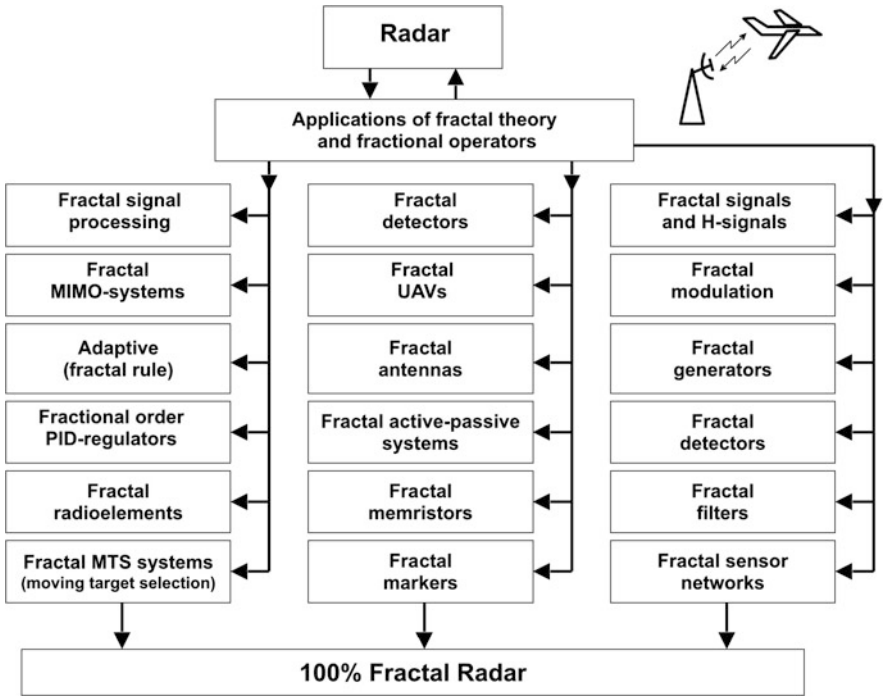 Radar
Applications of fractal theory
and fractional operators
Fractal signal
processing
Fractal
MIMO-systems
Adaptive
(fractal rule)
Fractional order
PID-regulators
Fractal
radioelements
Fractal MTS systems
(moving target selection)
Fractal
detectors
Fractal
UAVs
Fractal
antennas
Fractal active-passive
systems
Fractal
memristors
Fractal
markers
Fractal signals
and H-signals
Fractal
modulation
Fractal
generators
Fractal
detectors
Fractal
filters
Fractal sensor
networks
100% Fractal Radar